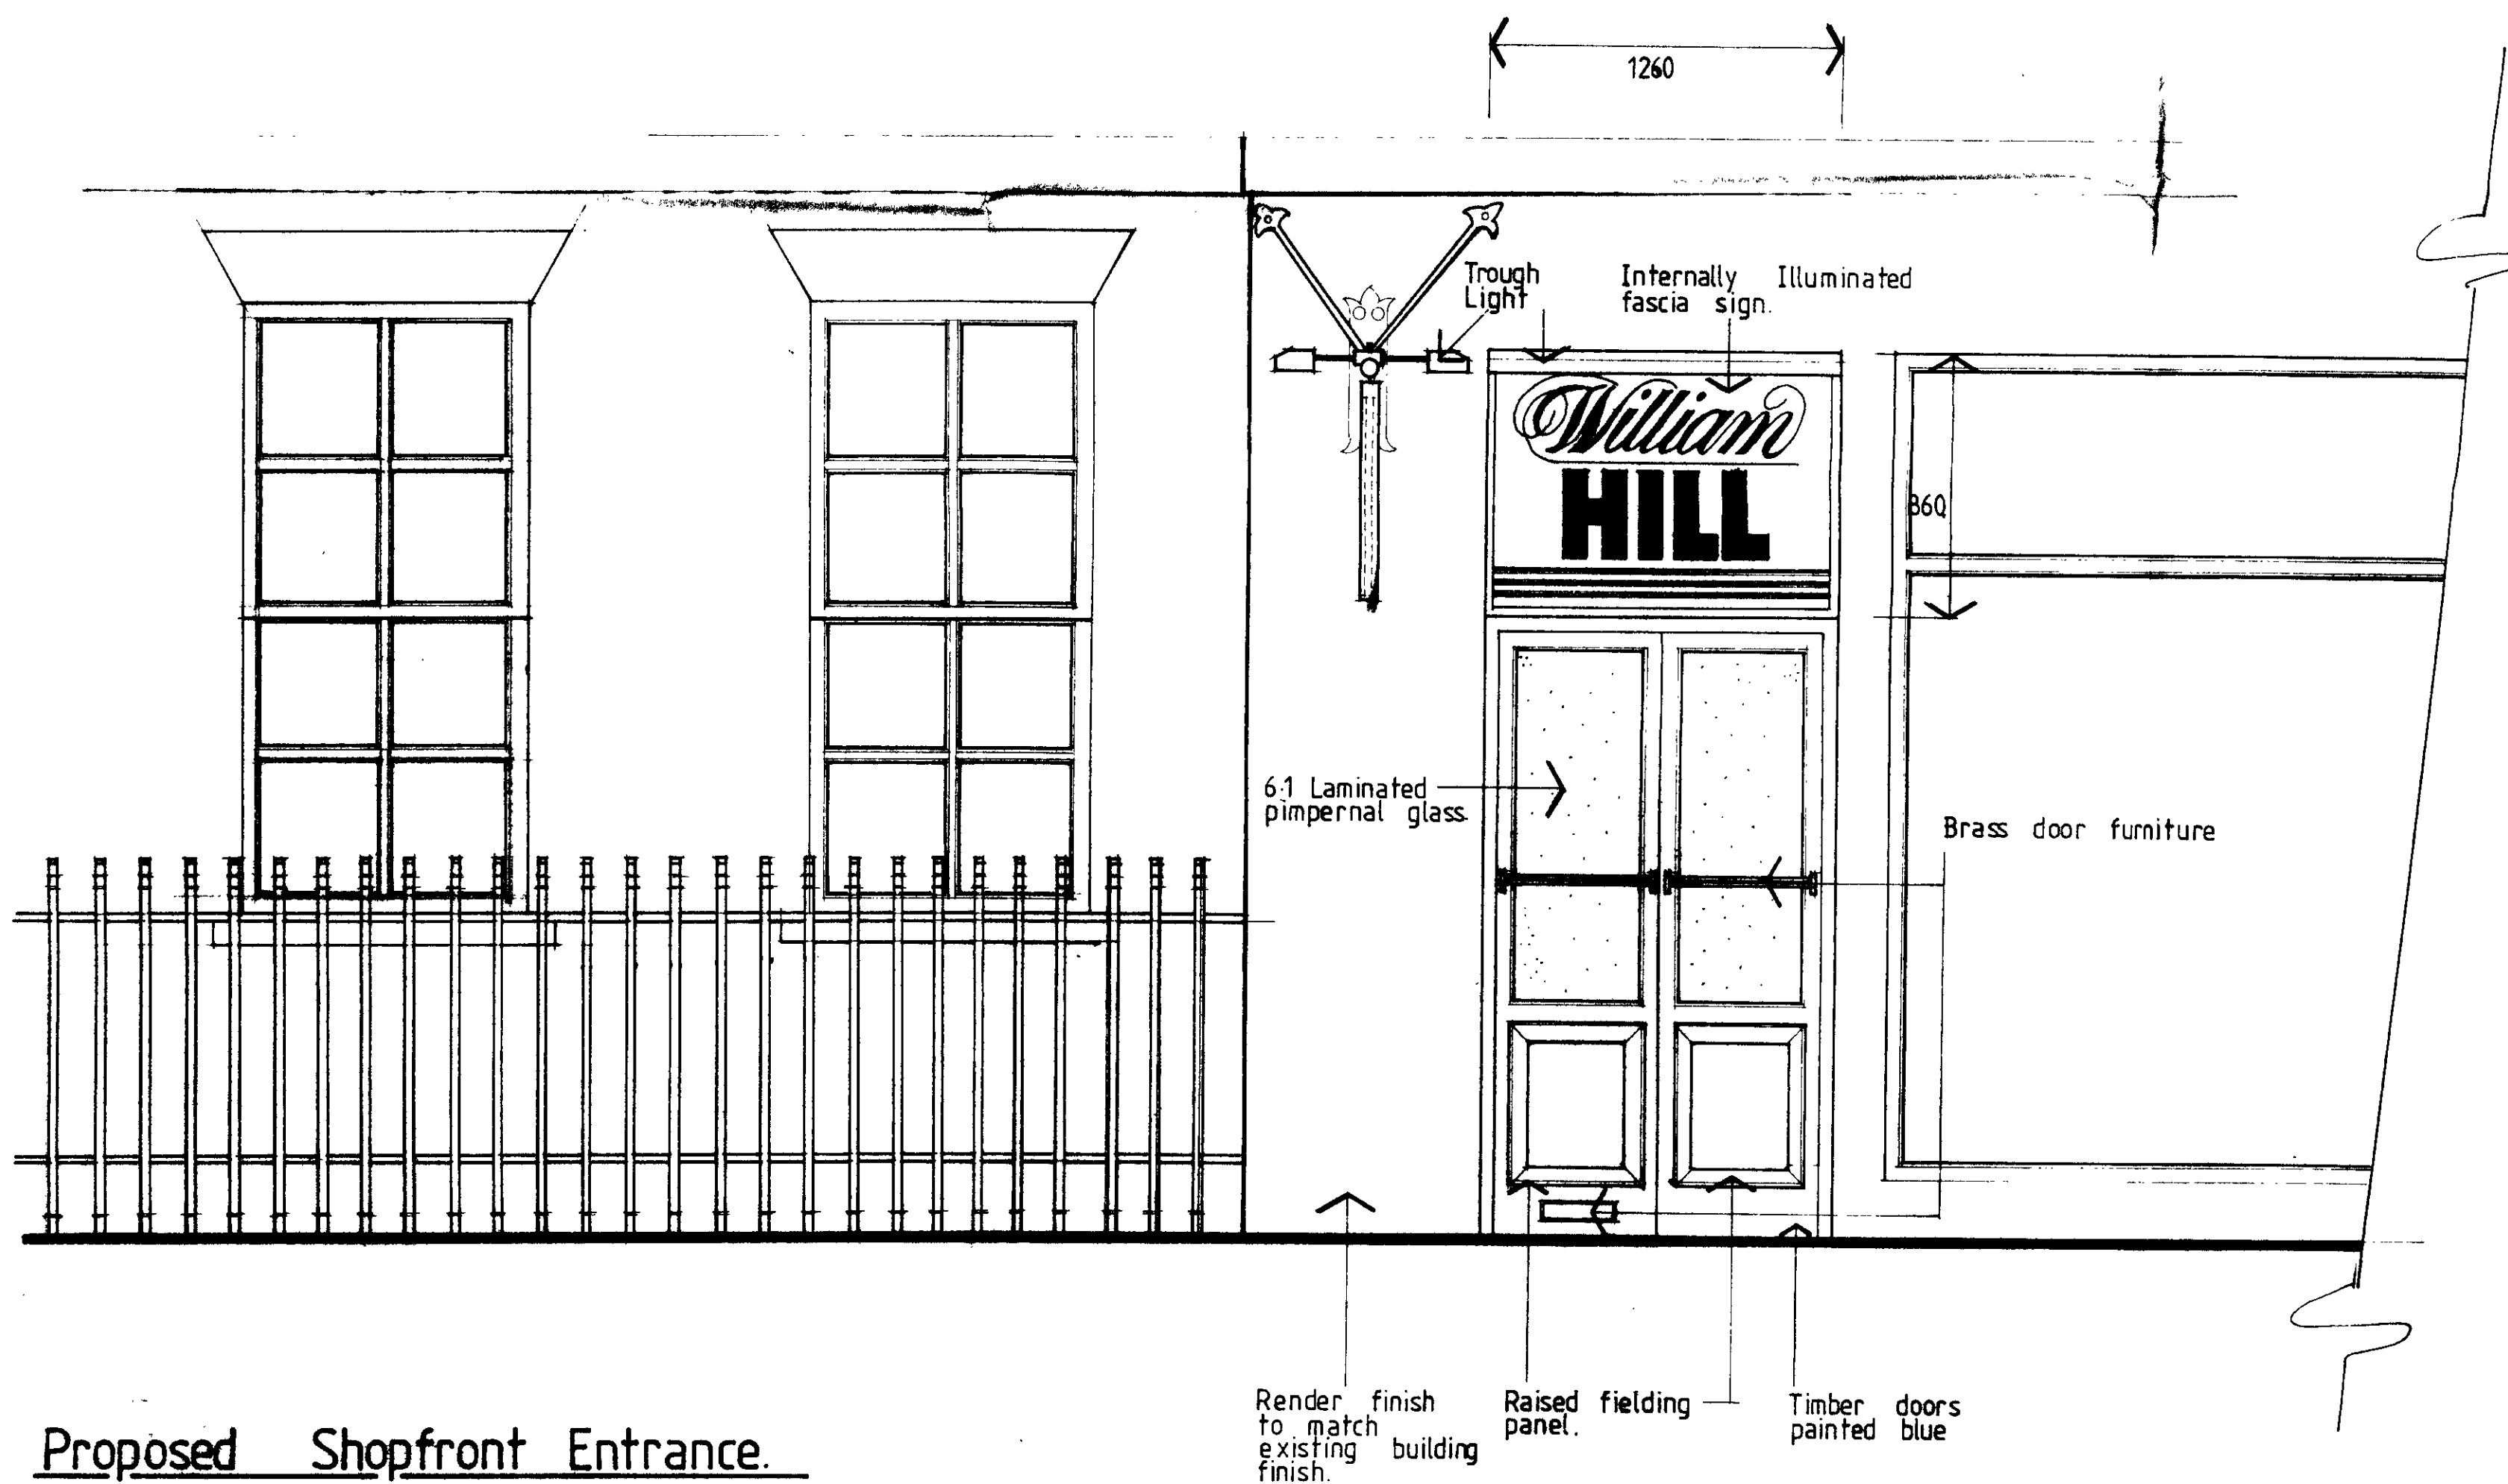 1260
Trough
Light
Internally Illuminated
fascia sign.
William
HILL
860
6·1 Laminated
pimpernal glass.
Brass door furniture
Render finish
to match
existing building
finish.
Raised fielding
panel.
Timber doors
painted blue
Proposed Shopfront Entrance.